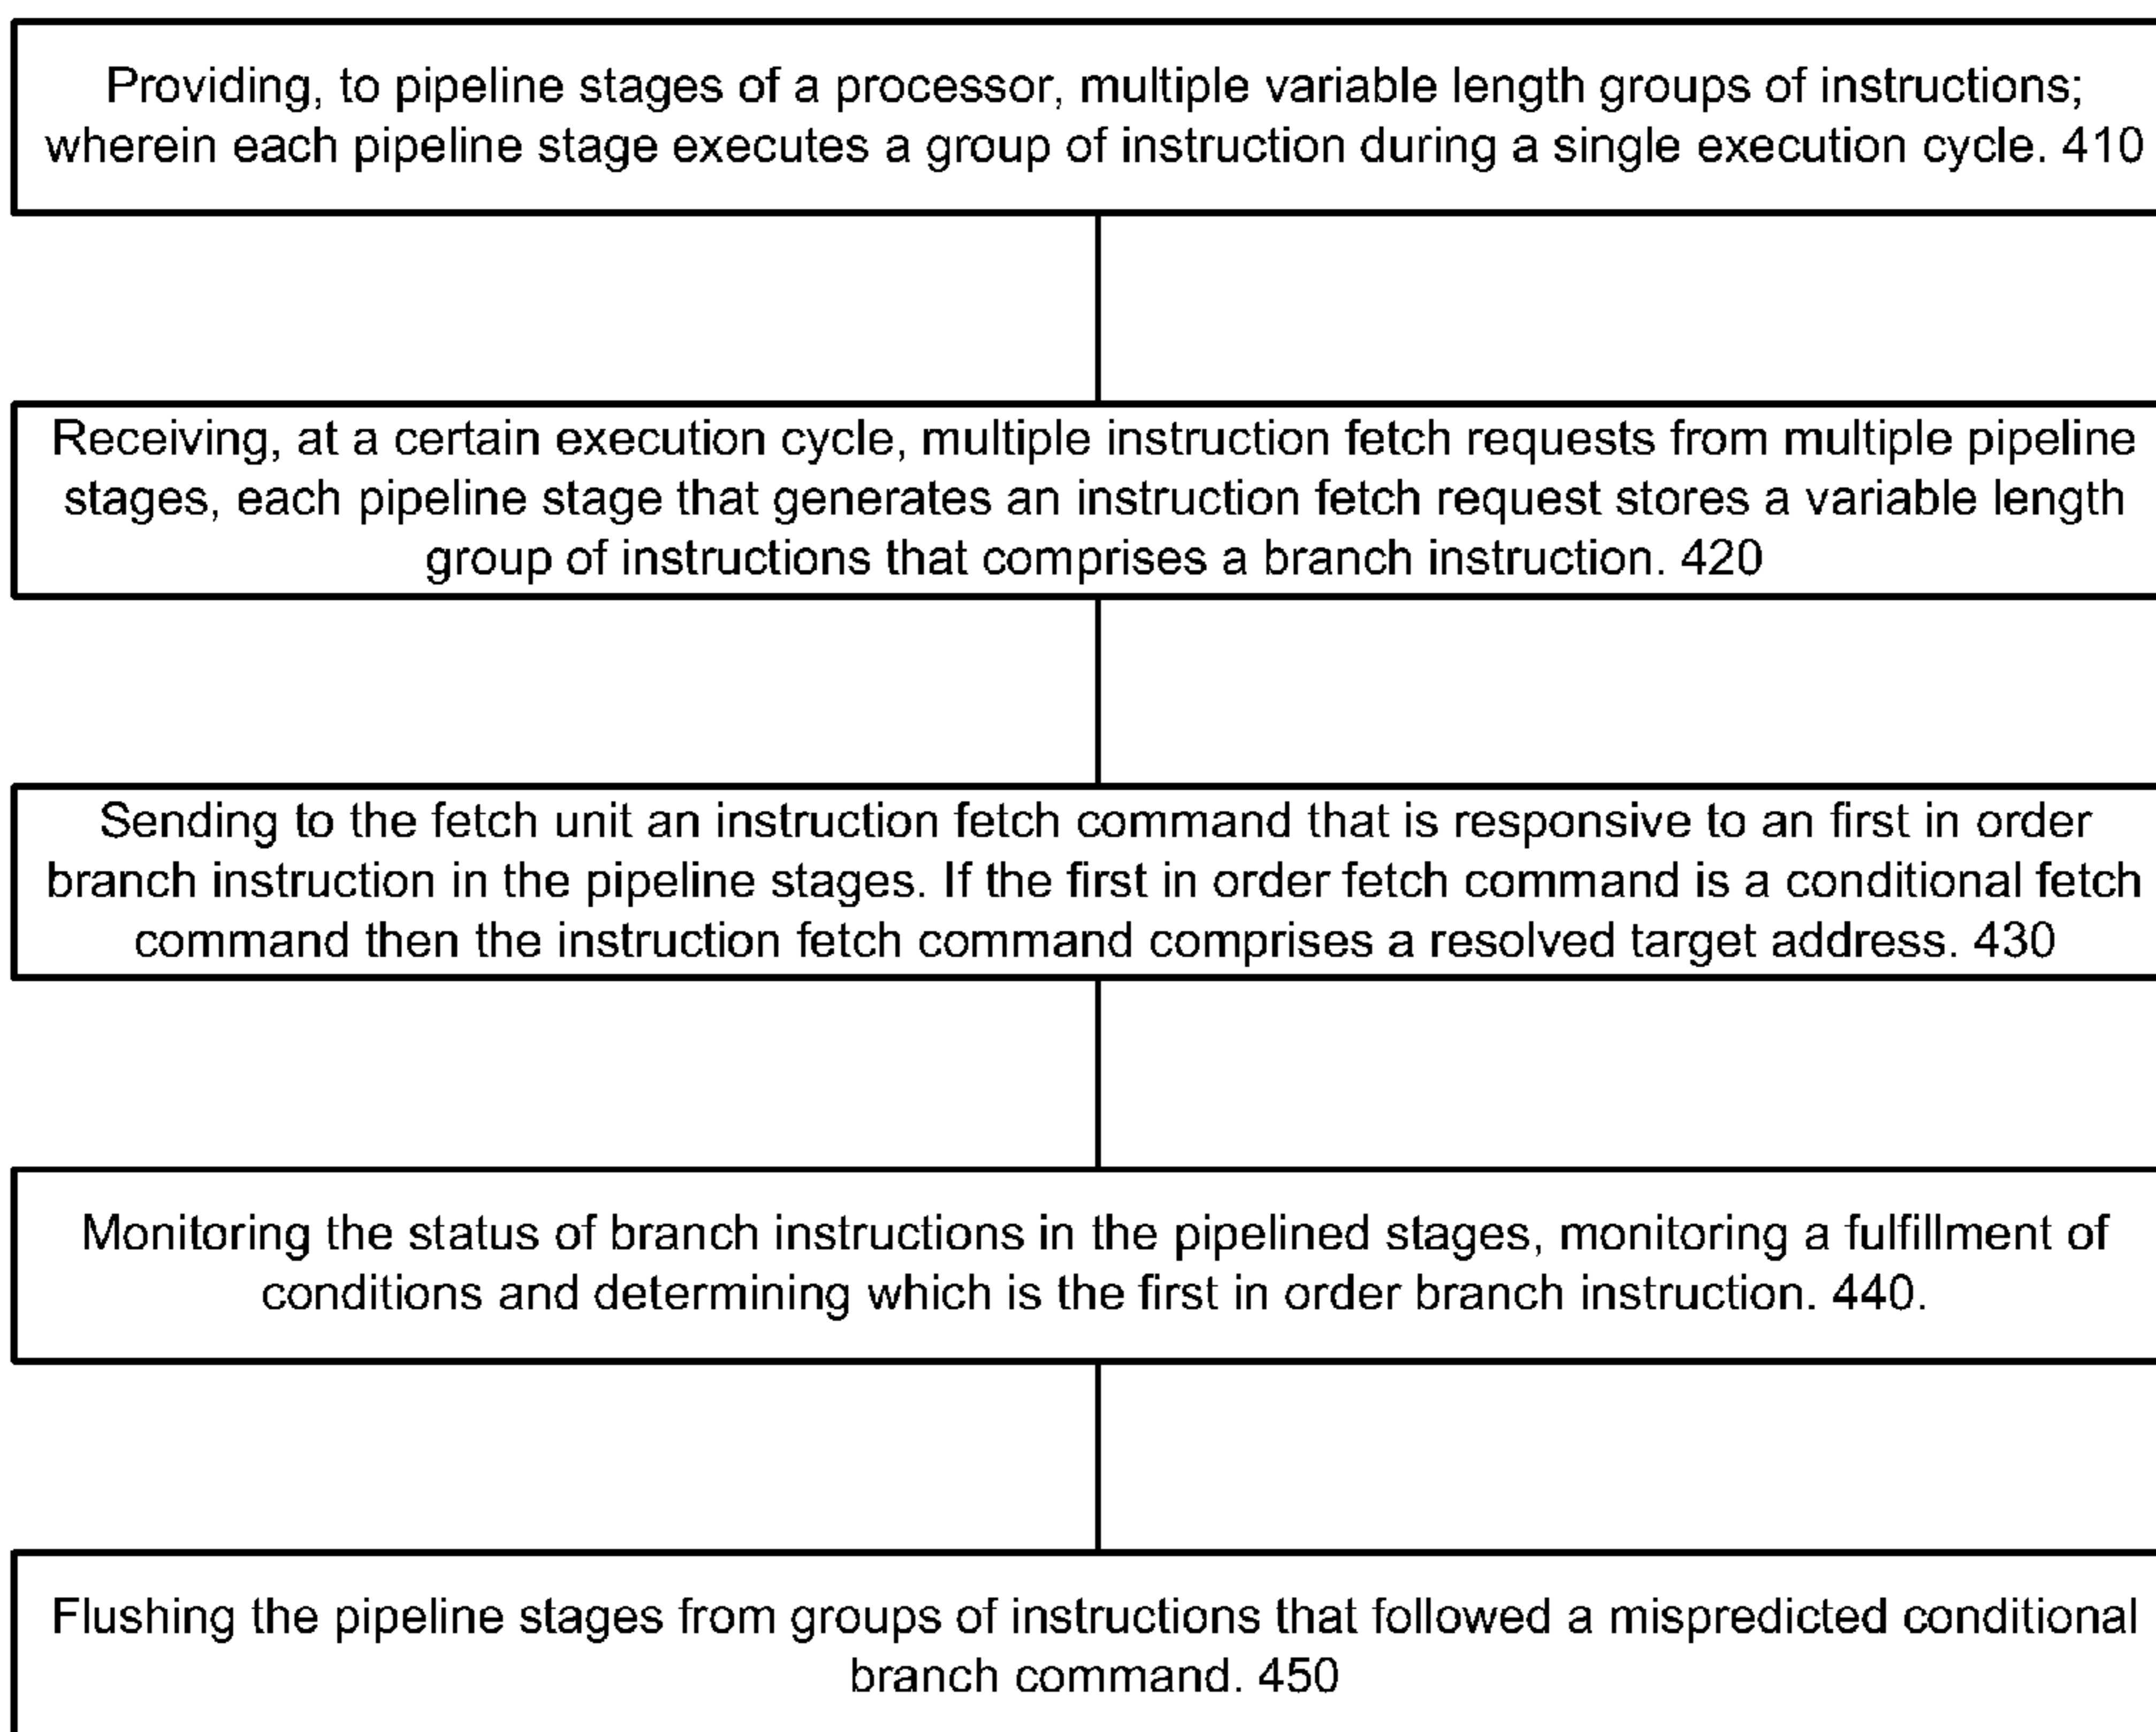 Providing, to pipeline stages of a processor, multiple variable length groups of instructions;
wherein each pipeline stage executes a group of instruction during a single execution cycle. 410
Receiving, at a certain execution cycle, multiple instruction fetch requests from multiple pipeline
stages, each pipeline stage that generates an instruction fetch request stores a variable length
group of instructions that comprises a branch instruction. 420
Sending to the fetch unit an instruction fetch command that is responsive to an first in order
branch instruction in the pipeline stages. If the first in order fetch command is a conditional fetch
command then the instruction fetch command comprises a resolved target address. 430
Monitoring the status of branch instructions in the pipelined stages, monitoring a fulfillment of
conditions and determining which is the first in order branch instruction. 440.
Flushing the pipeline stages from groups of instructions that followed a mispredicted conditional
branch command. 450